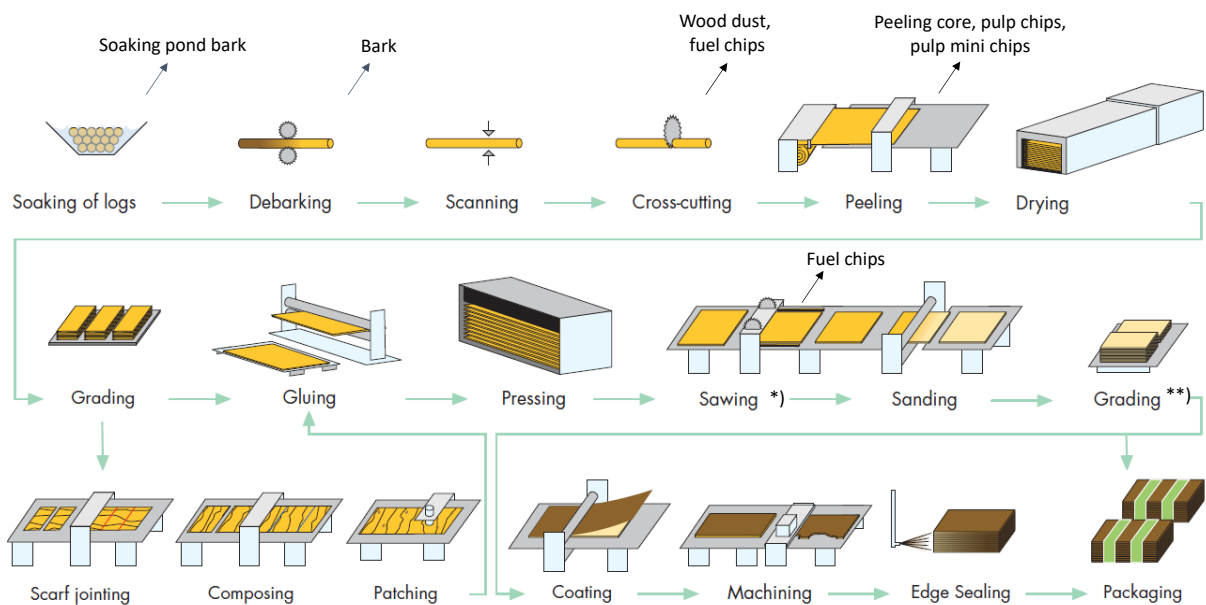 Soaking pond bark
Bark
Wood dust,
fuel chips
Peeling core, pulp chips,
pulp mini chips
Soaking of logs
Debarking
Scanning
Cross-cutting
Peeling
Drying
Fuel chips
Grading
Gluing
Pressing
Sawing *)
Sanding
Grading **)
Scarf jointing
Composing
Patching
Coating
Machining
Edge Sealing
Packaging